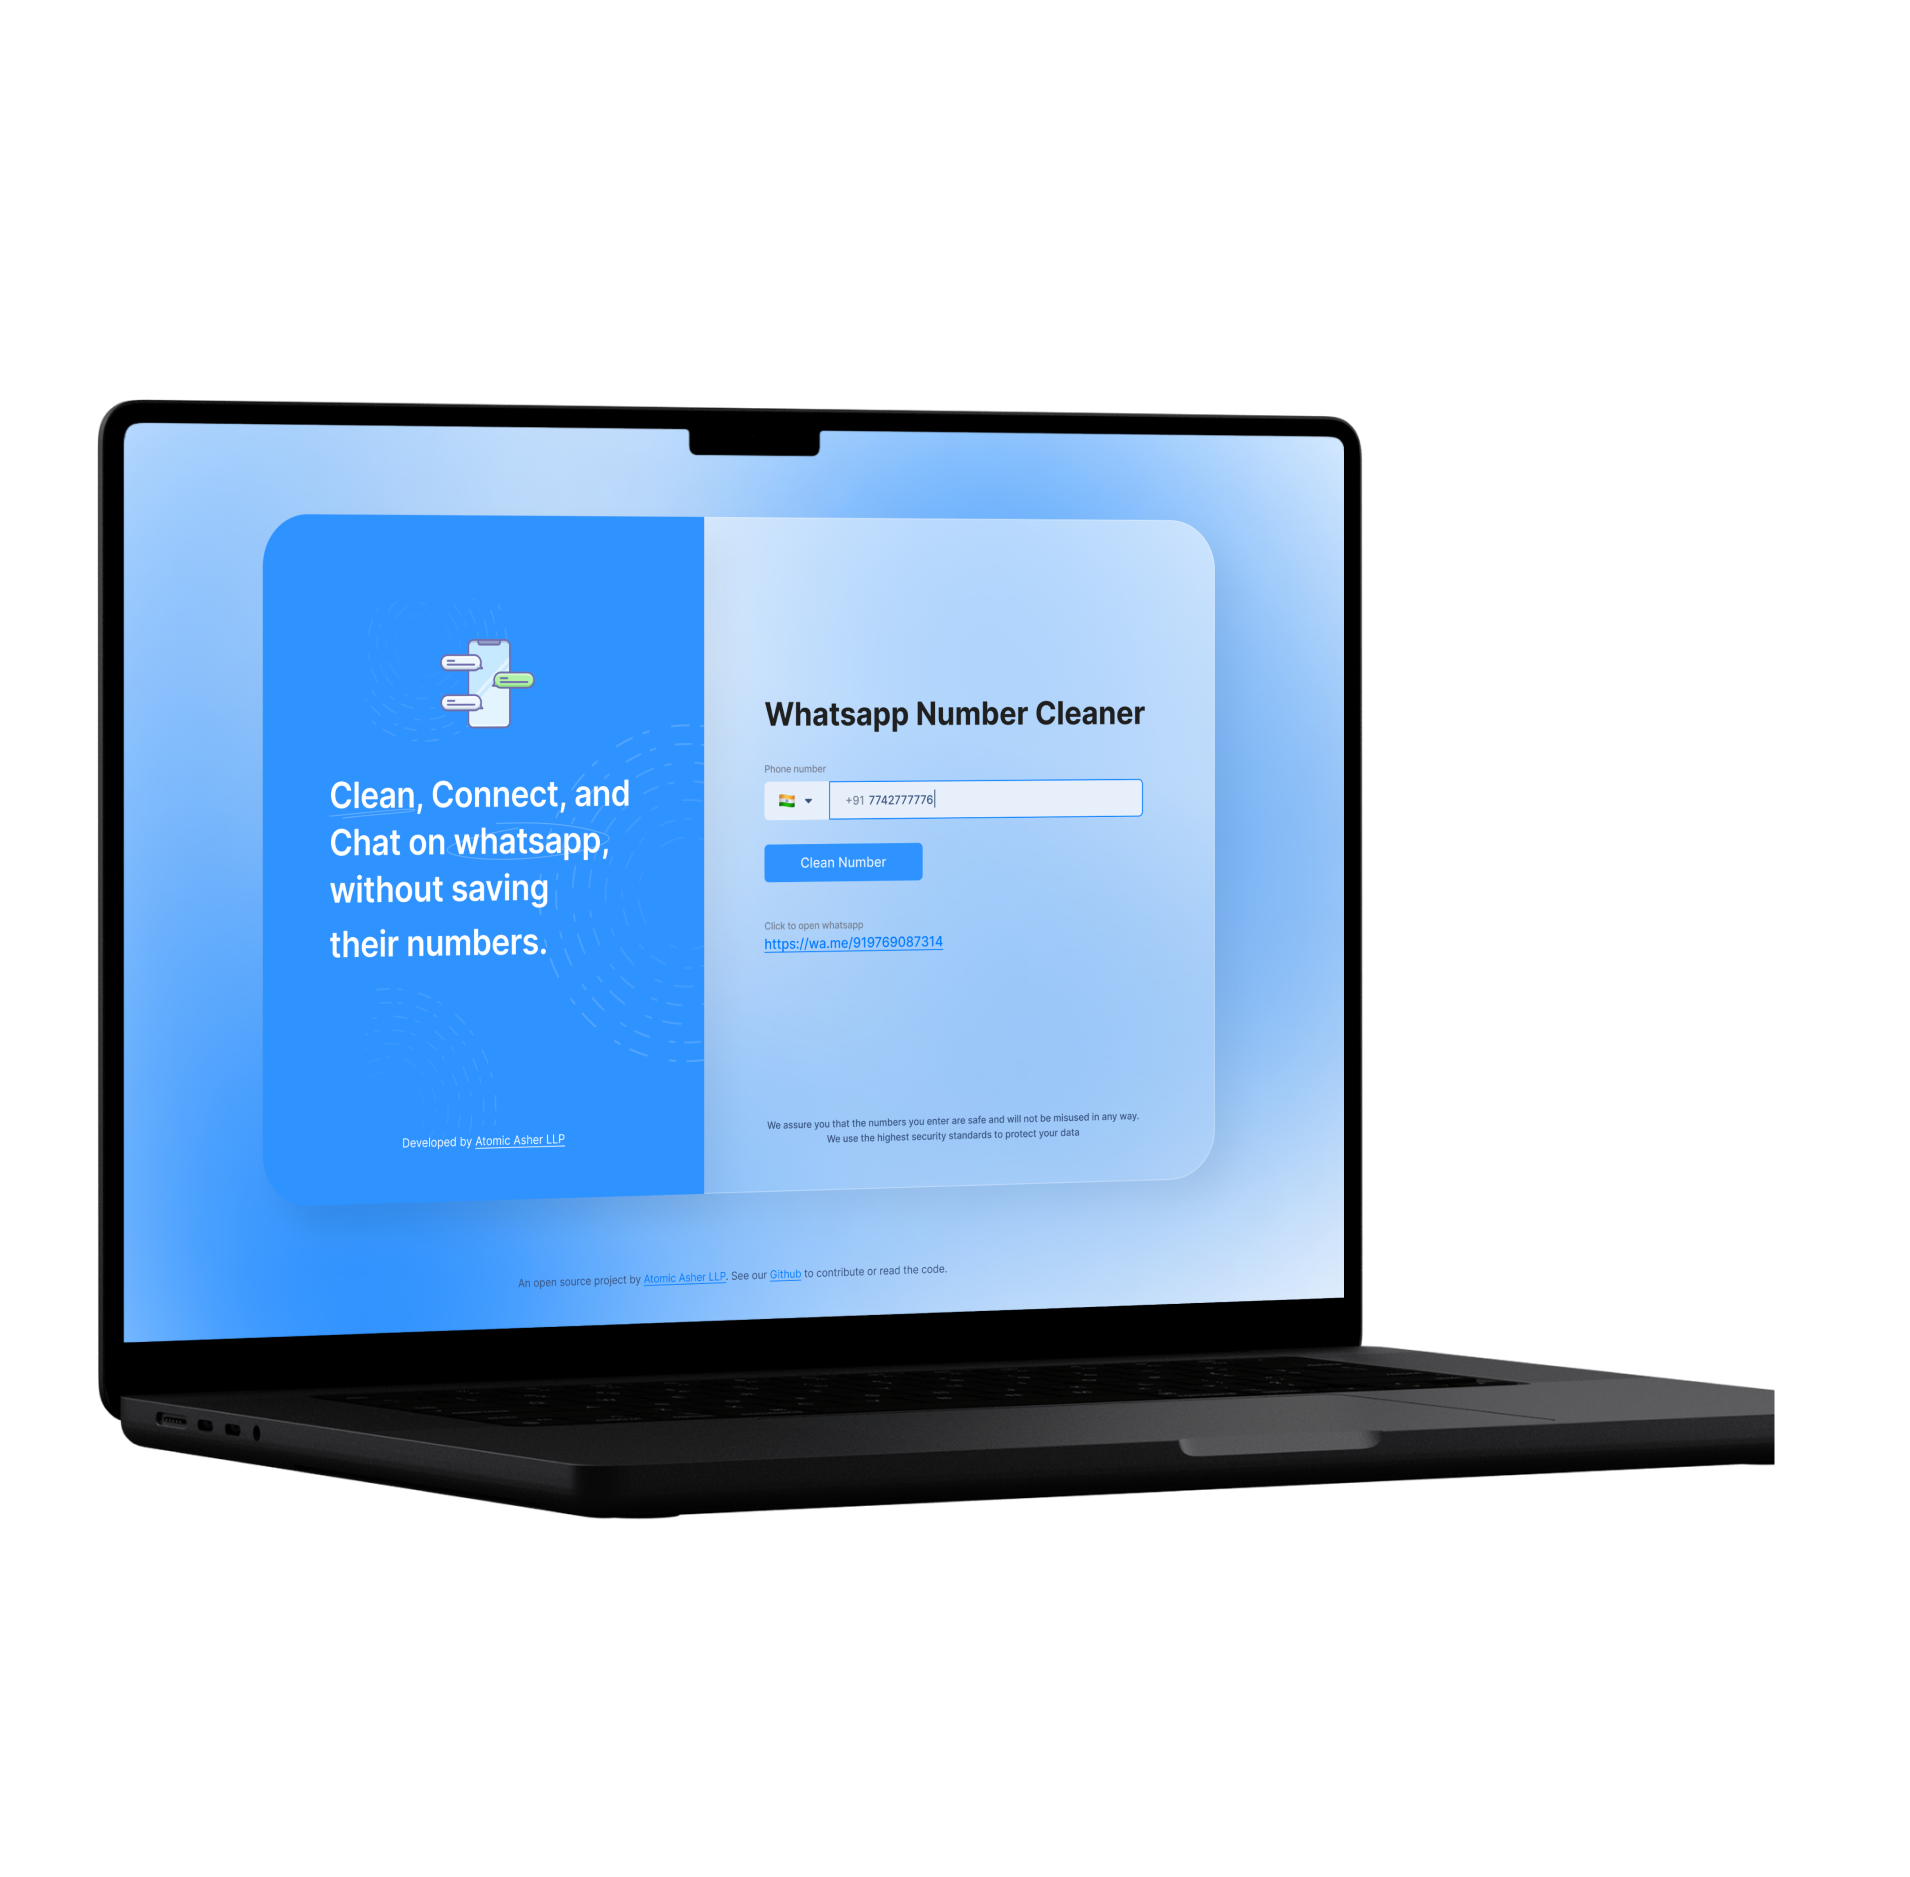 Clean, Connect, and
Chat on whatsapp,
without saving
their numbers.
Developed by Atomic Asher LLP
Whatsapp Number Cleaner
Phone number
+91 7742777776
Clean Number
Click to open whatsapp
https://wa.me/919769087314
We assure you that the numbers you enter are safe and will not be misused in any way.
We use the highest security standards to protect your data
An open source project by Atomic Asher LLP. See our Github to contribute or read the code.